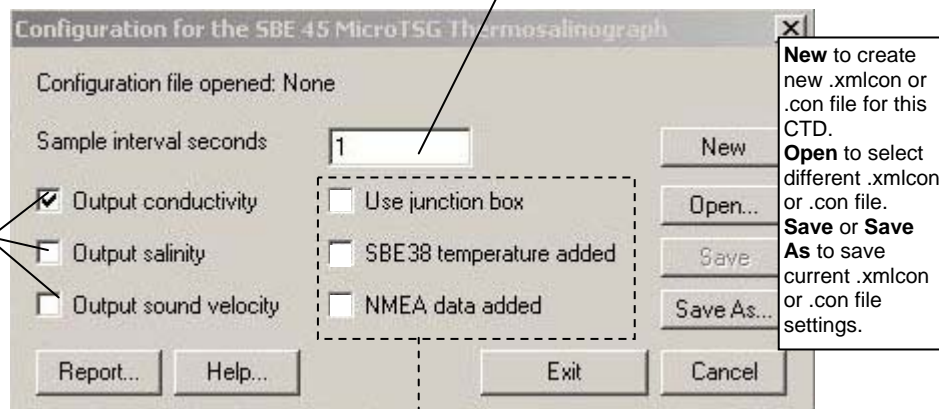 Configuration for the SBE 45 MicroTSG Thermosalinograph
Configuration file opened: None
Sample interval seconds
1
New
Output conductivity
Use junction box
Open...
Output salinity
SBE38 temperature added
Save
Output sound velocity
NMEA data added
Save As...
Report...
Help...
Exit
Cancel
New to create
new .xmlcon or
.con file for this
CTD.
Open to select
different .xmlcon
or .con file.
Save or Save
As to save
current .xmlcon
or .con file
settings.